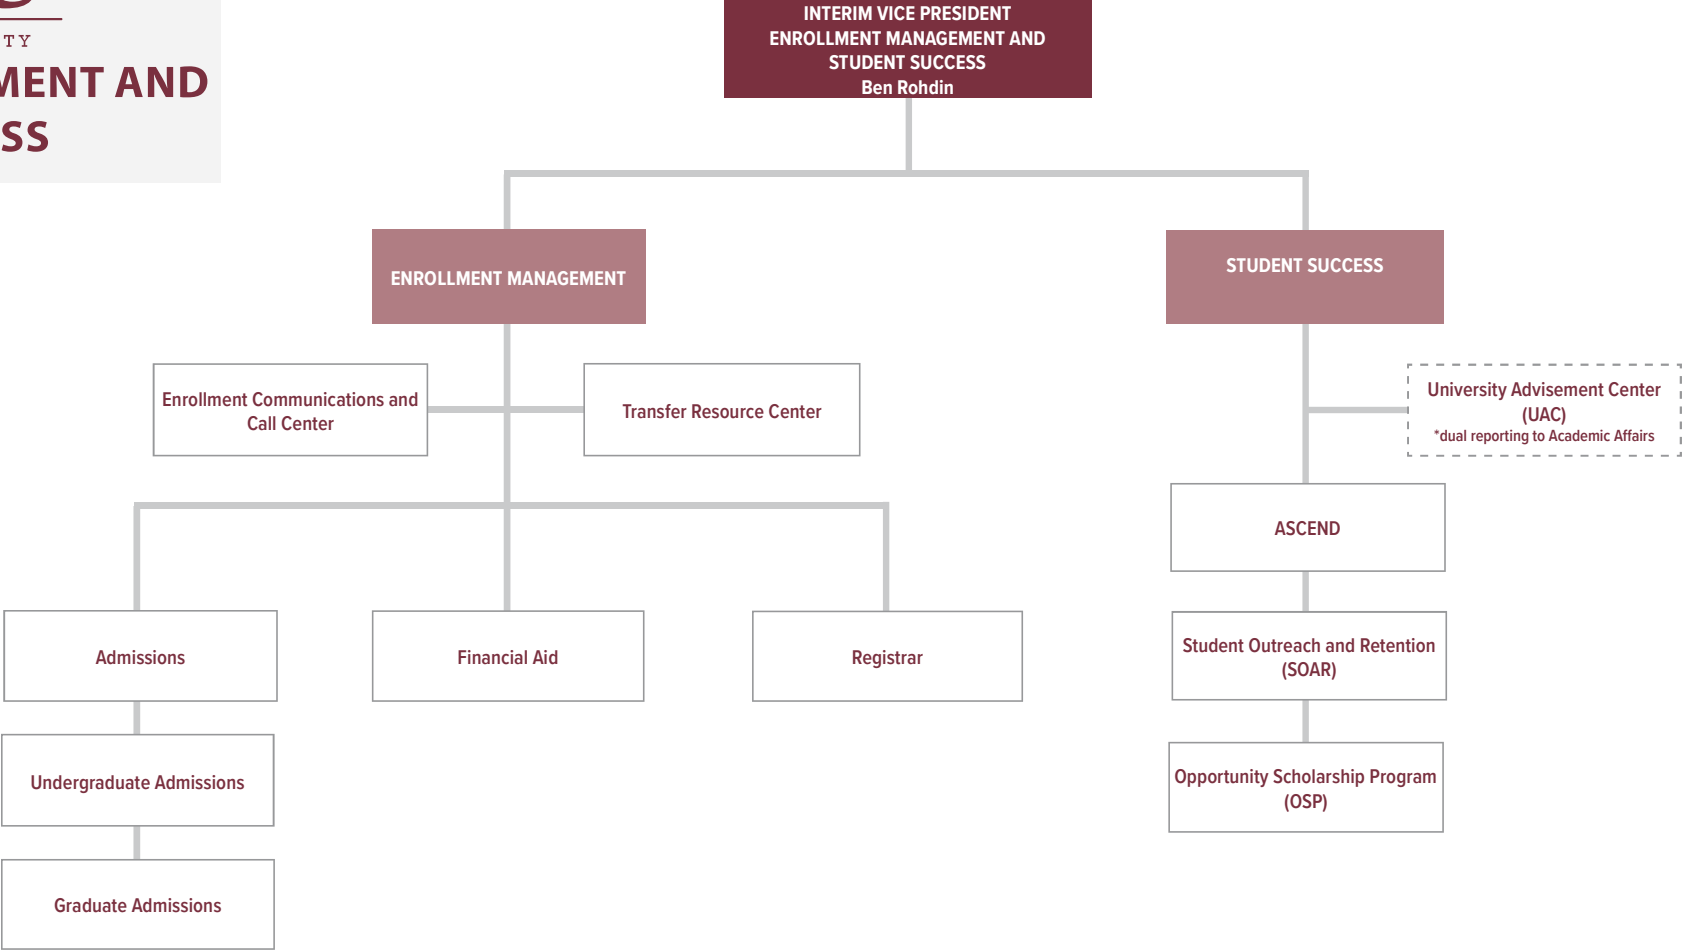 TY
MENT AND
SS
INTERIM VICE PRESIDENT
ENROLLMENT MANAGEMENT AND
STUDENT SUCCESS
Ben Rohdin
ENROLLMENT MANAGEMENT
STUDENT SUCCESS
Enrollment Communications and
Call Center
Transfer Resource Center
University Advisement Center
(UAC)
*dual reporting to Academic Affairs
ASCEND
Admissions
Financial Aid
Registrar
Student Outreach and Retention
(SOAR)
Undergraduate Admissions
Opportunity Scholarship Program
(OSP)
Graduate Admissions